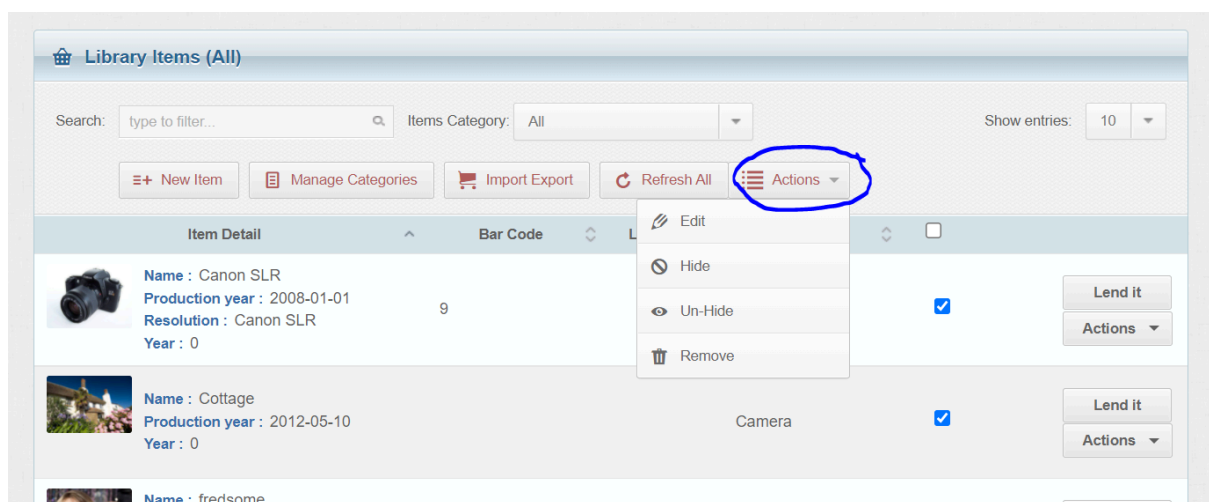 Library Items (All)
Search: type to filter... Items Category: All Show entries: 10
New Item Manage Categories Import Export Refresh All Actions
Edit
Hide
Un-Hide
Remove
Item Detail Bar Code L
Name : Canon SLR
Production year : 2008-01-01
Resolution : Canon SLR
Year : 0
9
Lend it
Actions
Name : Cottage
Production year : 2012-05-10
Year : 0
Camera
Lend it
Actions
Name : fredsome